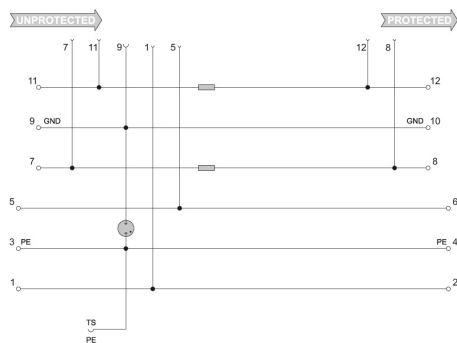 UNPROTECTED PROTECTED
7 11 9 1 5 12 8
11 12
9 GND GND 10
7 8
5 6
3 PE PE 4
1 2
TS
PE